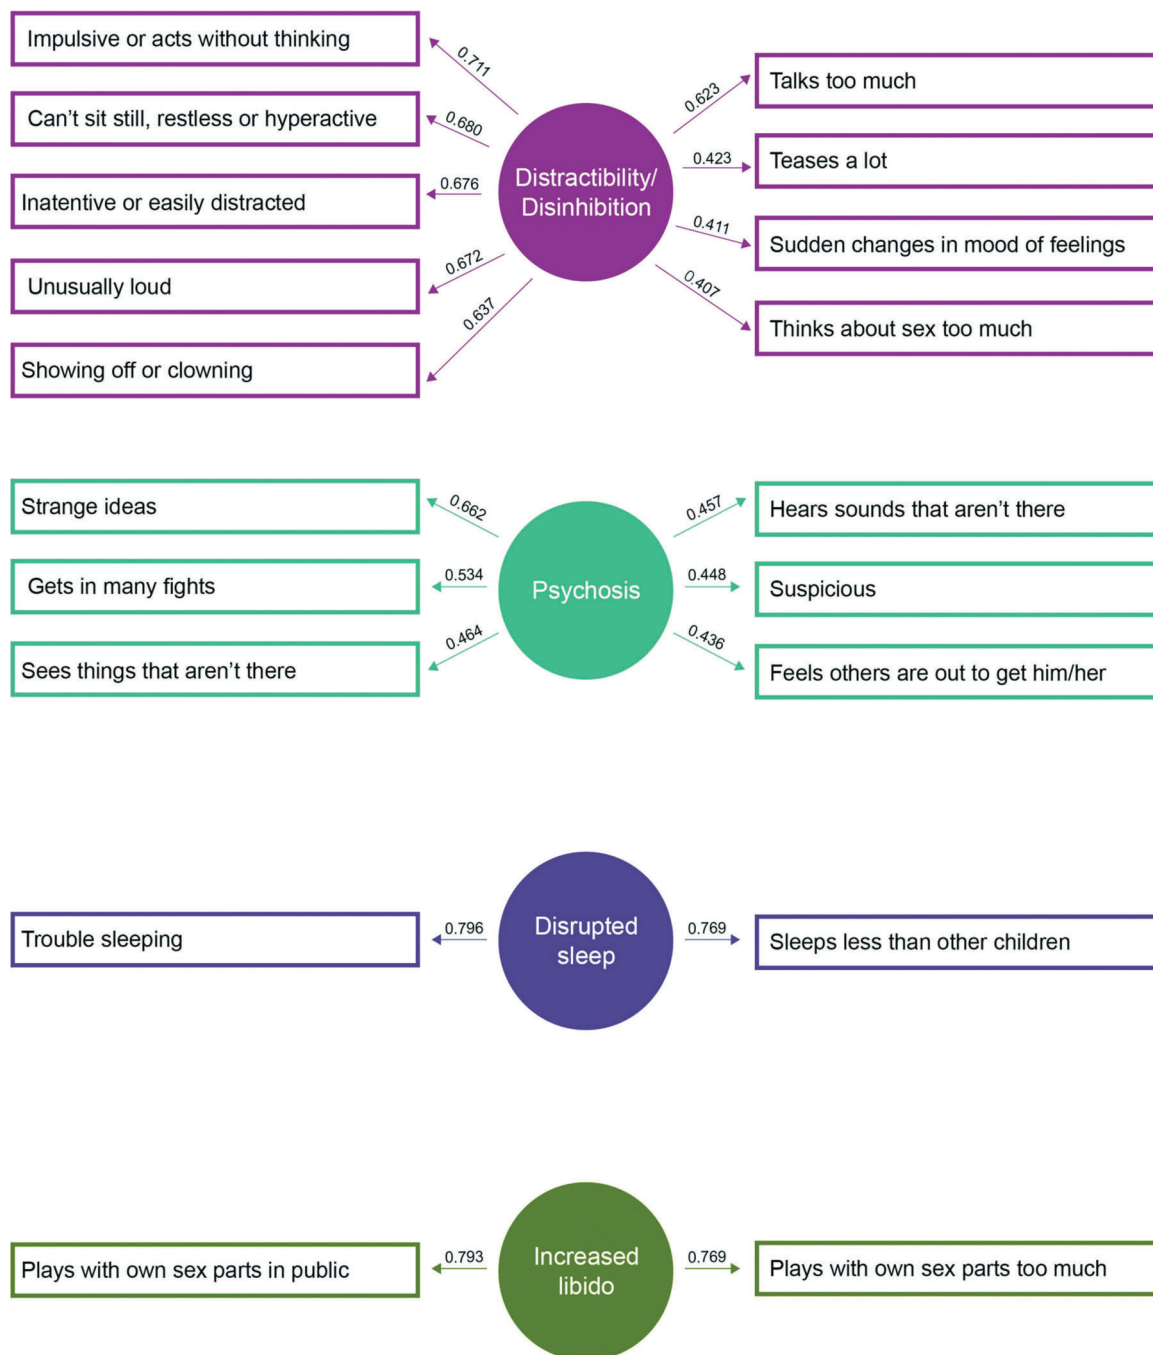 Impulsive or acts without thinking
0.711
Can't sit still, restless or hyperactive
0.680
Inatentive or easily distracted
0.676
Unusually loud
0.672
Showing off or clowning
0.637
Distractibility/
Disinhibition
0.623
Talks too much
0.423
Teases a lot
0.411
Sudden changes in mood of feelings
0.407
Thinks about sex too much
Strange ideas
0.662
Gets in many fights
0.534
Sees things that aren't there
0.464
Psychosis
0.457
Hears sounds that aren't there
0.448
Suspicious
0.436
Feels others are out to get him/her
Trouble sleeping
0.796
Disrupted
sleep
0.769
Sleeps less than other children
Plays with own sex parts in public
0.793
Increased
libido
0.769
Plays with own sex parts too much